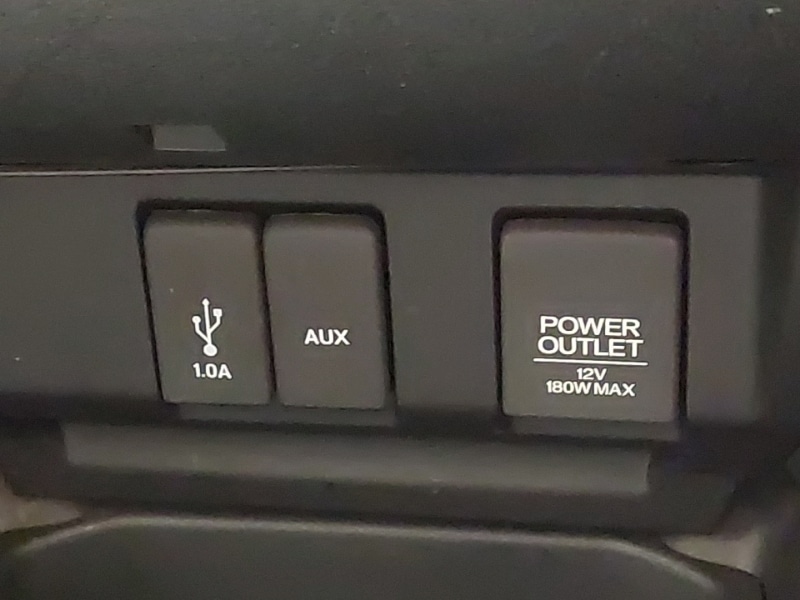 1.0A
AUX
POWER
OUTLET
12V
180W MAX